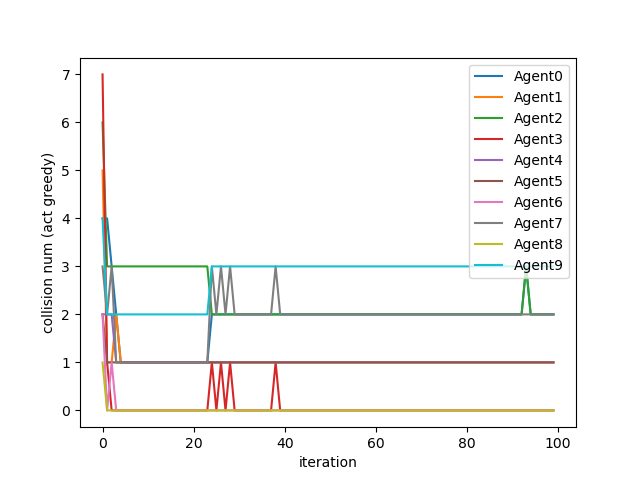 7
6
5
4
3
2
1
0
collision num (act greedy)
Agent0
Agent1
Agent2
Agent3
Agent4
Agent5
Agent6
Agent7
Agent8
Agent9
0 20 40 60 80 100
iteration